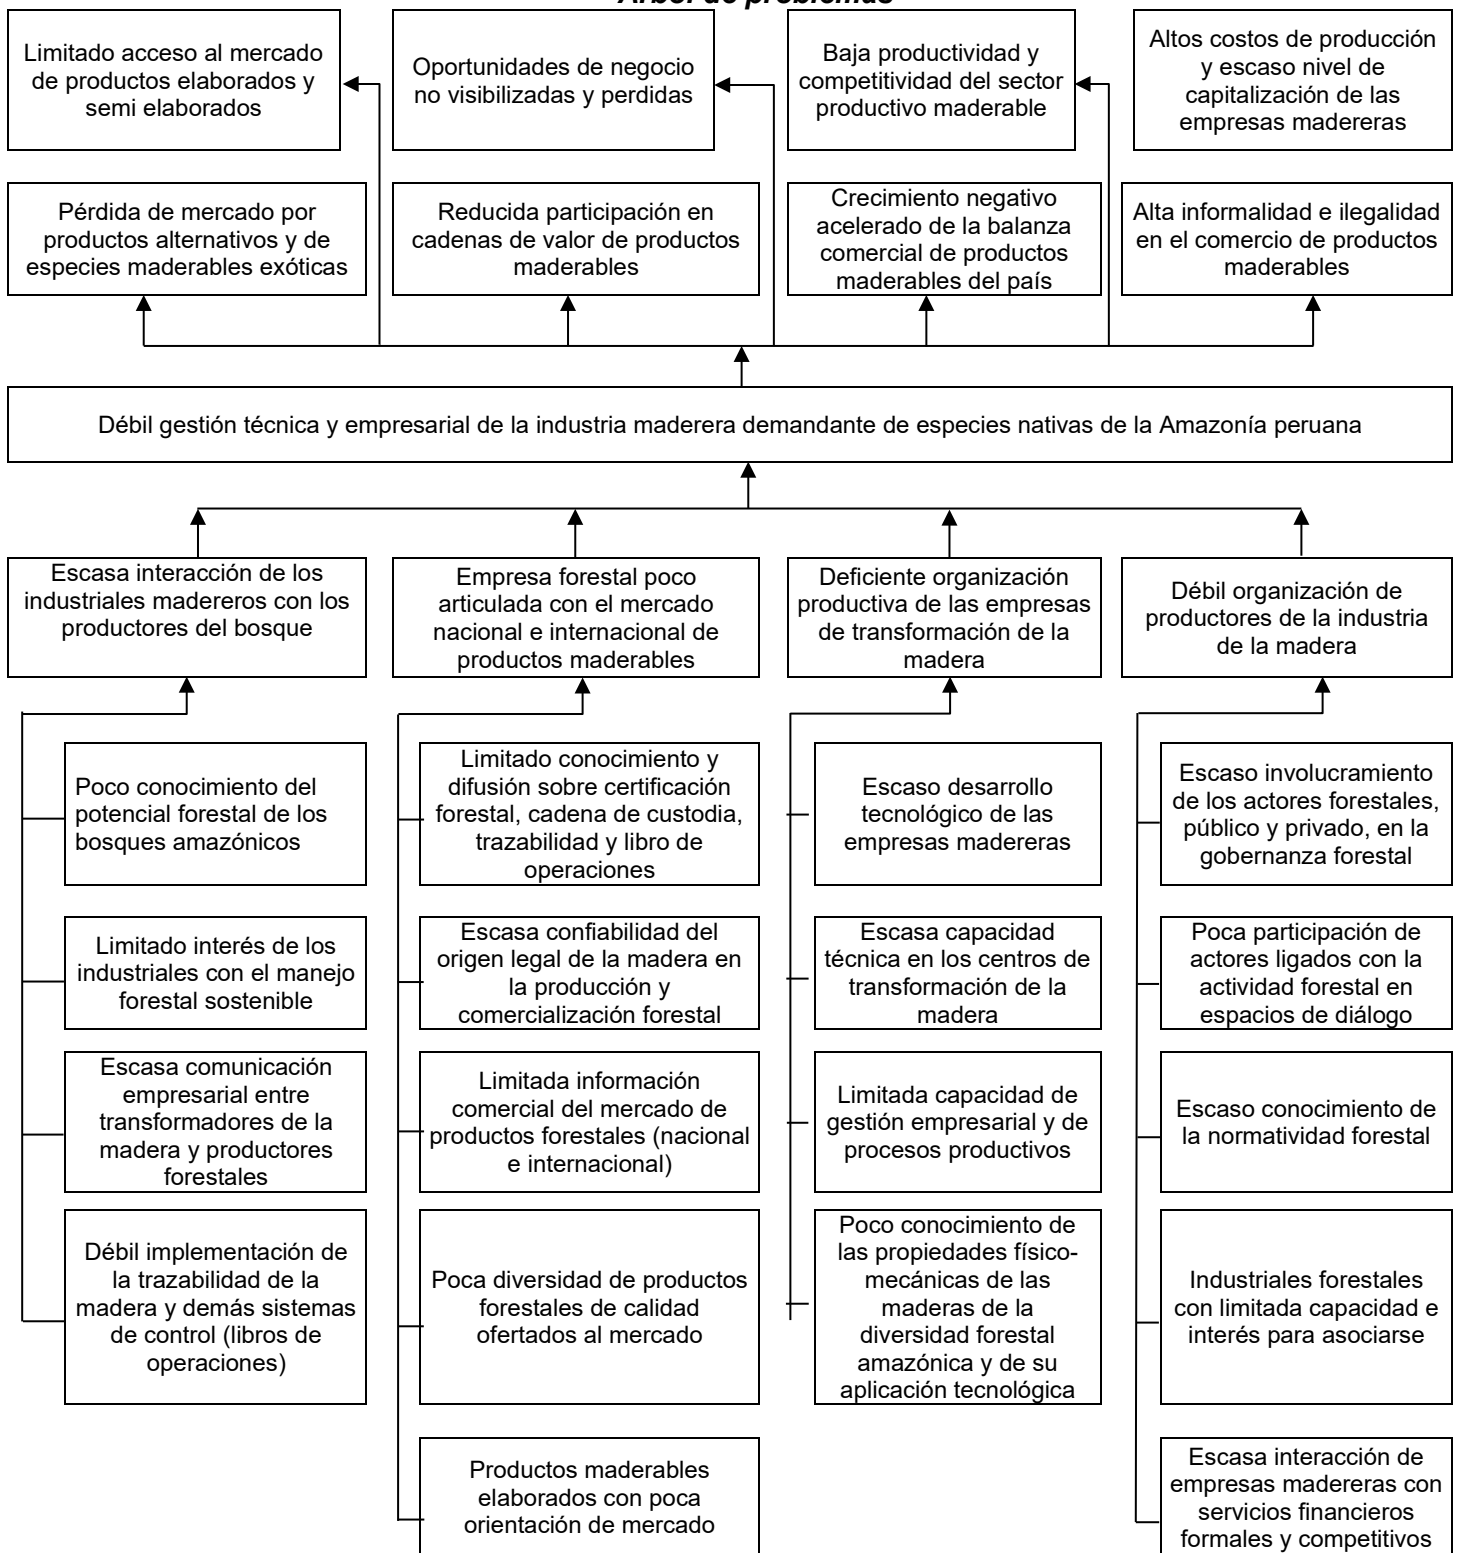 Árbol de problemas
Limitado acceso al mercado
de productos elaborados y
semi elaborados
Oportunidades de negocio
no visibilizadas y perdidas
Baja productividad y
competitividad del sector
productivo maderable
Altos costos de producción
y escaso nivel de
capitalización de las
empresas madereras
Pérdida de mercado por
productos alternativos y de
especies maderables exóticas
Reducida participación en
cadenas de valor de productos
maderables
Crecimiento negativo
acelerado de la balanza
comercial de productos
maderables del país
Alta informalidad e ilegalidad
en el comercio de productos
maderables
Débil gestión técnica y empresarial de la industria maderera demandante de especies nativas de la Amazonía peruana
Escasa interacción de los
industriales madereros con los
productores del bosque
Empresa forestal poco
articulada con el mercado
nacional e internacional de
productos maderables
Deficiente organización
productiva de las empresas
de transformación de la
madera
Débil organización de
productores de la industria
de la madera
Poco conocimiento del
potencial forestal de los
bosques amazónicos
Limitado conocimiento y
difusión sobre certificación
forestal, cadena de custodia,
trazabilidad y libro de
operaciones
Escaso desarrollo
tecnológico de las
empresas madereras
Escaso involucramiento
de los actores forestales,
público y privado, en la
gobernanza forestal
Limitado interés de los
industriales con el manejo
forestal sostenible
Escasa confiabilidad del
origen legal de la madera en
la producción y
comercialización forestal
Escasa capacidad
técnica en los centros de
transformación de la
madera
Poca participación de
actores ligados con la
actividad forestal en
espacios de diálogo
Escasa comunicación
empresarial entre
transformadores de la
madera y productores
forestales
Limitada información
comercial del mercado de
productos forestales (nacional
e internacional)
Limitada capacidad de
gestión empresarial y de
procesos productivos
Escaso conocimiento de
la normatividad forestal
Débil implementación de
la trazabilidad de la
madera y demás sistemas
de control (libros de
operaciones)
Poca diversidad de productos
forestales de calidad
ofertados al mercado
Poco conocimiento de
las propiedades físico-
mecánicas de las
maderas de la
diversidad forestal
amazónica y de su
aplicación tecnológica
Industriales forestales
con limitada capacidad e
interés para asociarse
Productos maderables
elaborados con poca
orientación de mercado
Escasa interacción de
empresas madereras con
servicios financieros
formales y competitivos